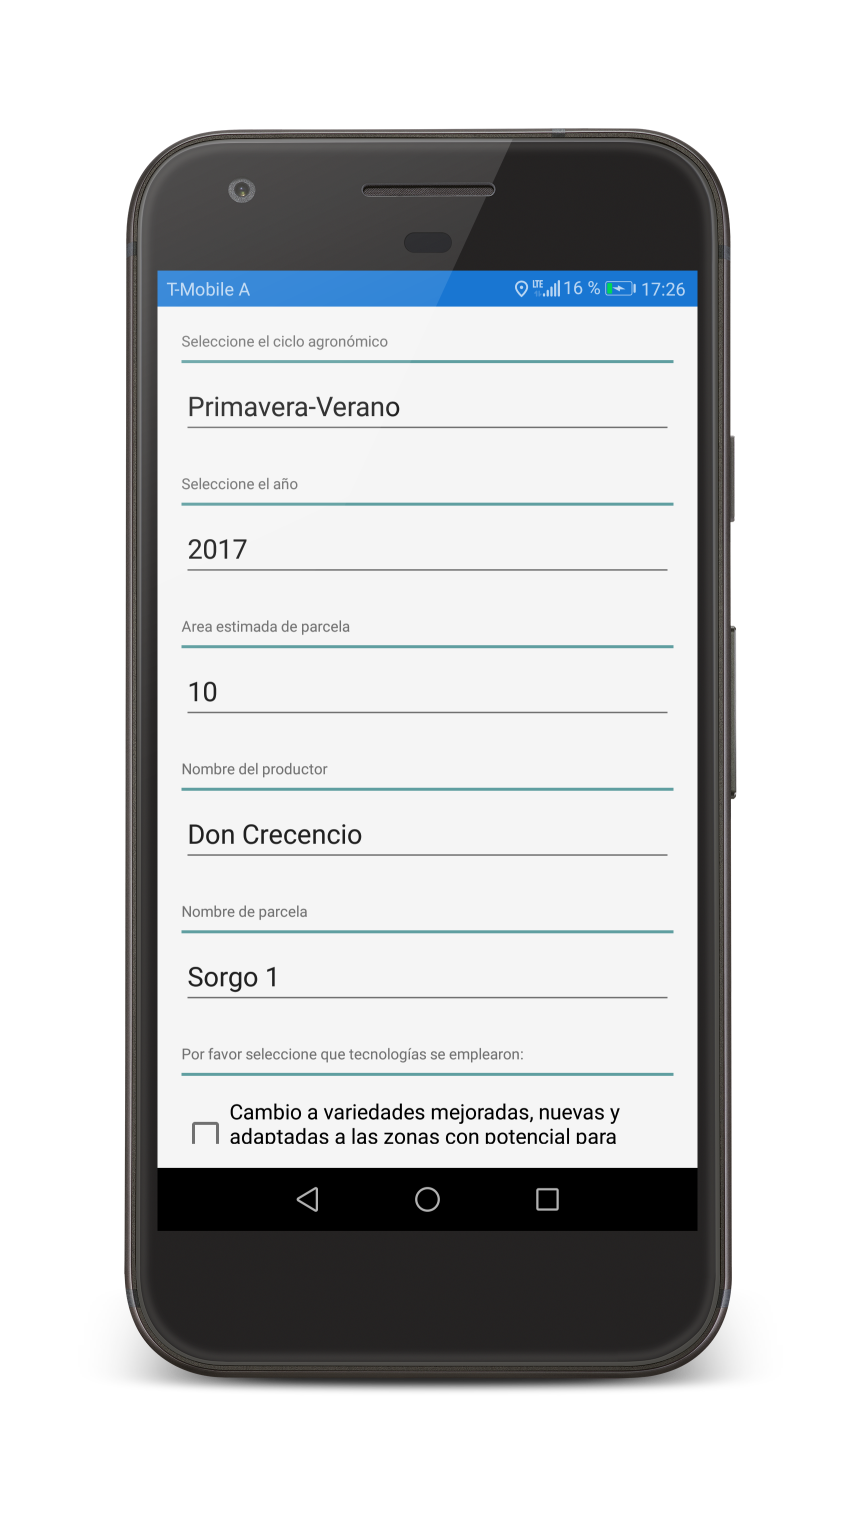 T-Mobile A LTE 16 % 17:26
Seleccione el ciclo agronómico
Primavera-Verano
Seleccione el año
2017
Area estimada de parcela
10
Nombre del productor
Don Crecencio
Nombre de parcela
Sorgo 1
Por favor seleccione que tecnologías se emplearon:
Cambio a variedades mejoradas, nuevas y
adaptadas a las zonas con potencial para